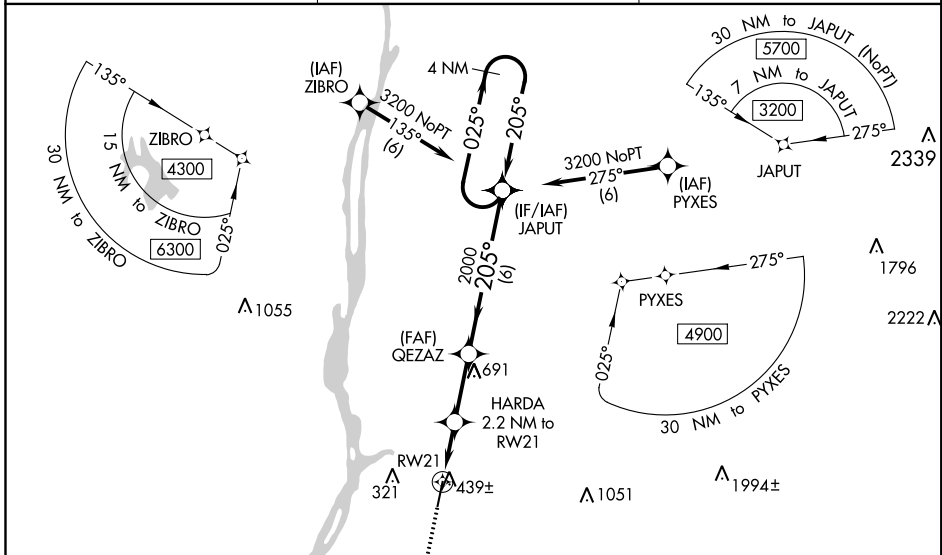 135°
ZIBRO
4300
15 NM to ZIBRO
6300
30 NM to ZIBRO
025°
1055
(IAF)
ZIBRO
3200 NoPT
135°
(6)
4 NM
025°
205°
3200 NoPT
275°
(6)
(IAF)
PYXES
(IF/IAF)
JAPUT
2000
205°
(6)
(FAF)
QEZAZ
691
HARDA
2.2 NM to
RW21
RW21
321
439±
1051
1994±
30 NM to JAPUT (NoPT)
5700
7 NM to JAPUT
3200
135°
275°
JAPUT
2339
1796
2222
275°
PYXES
4900
025°
30 NM to PYXES